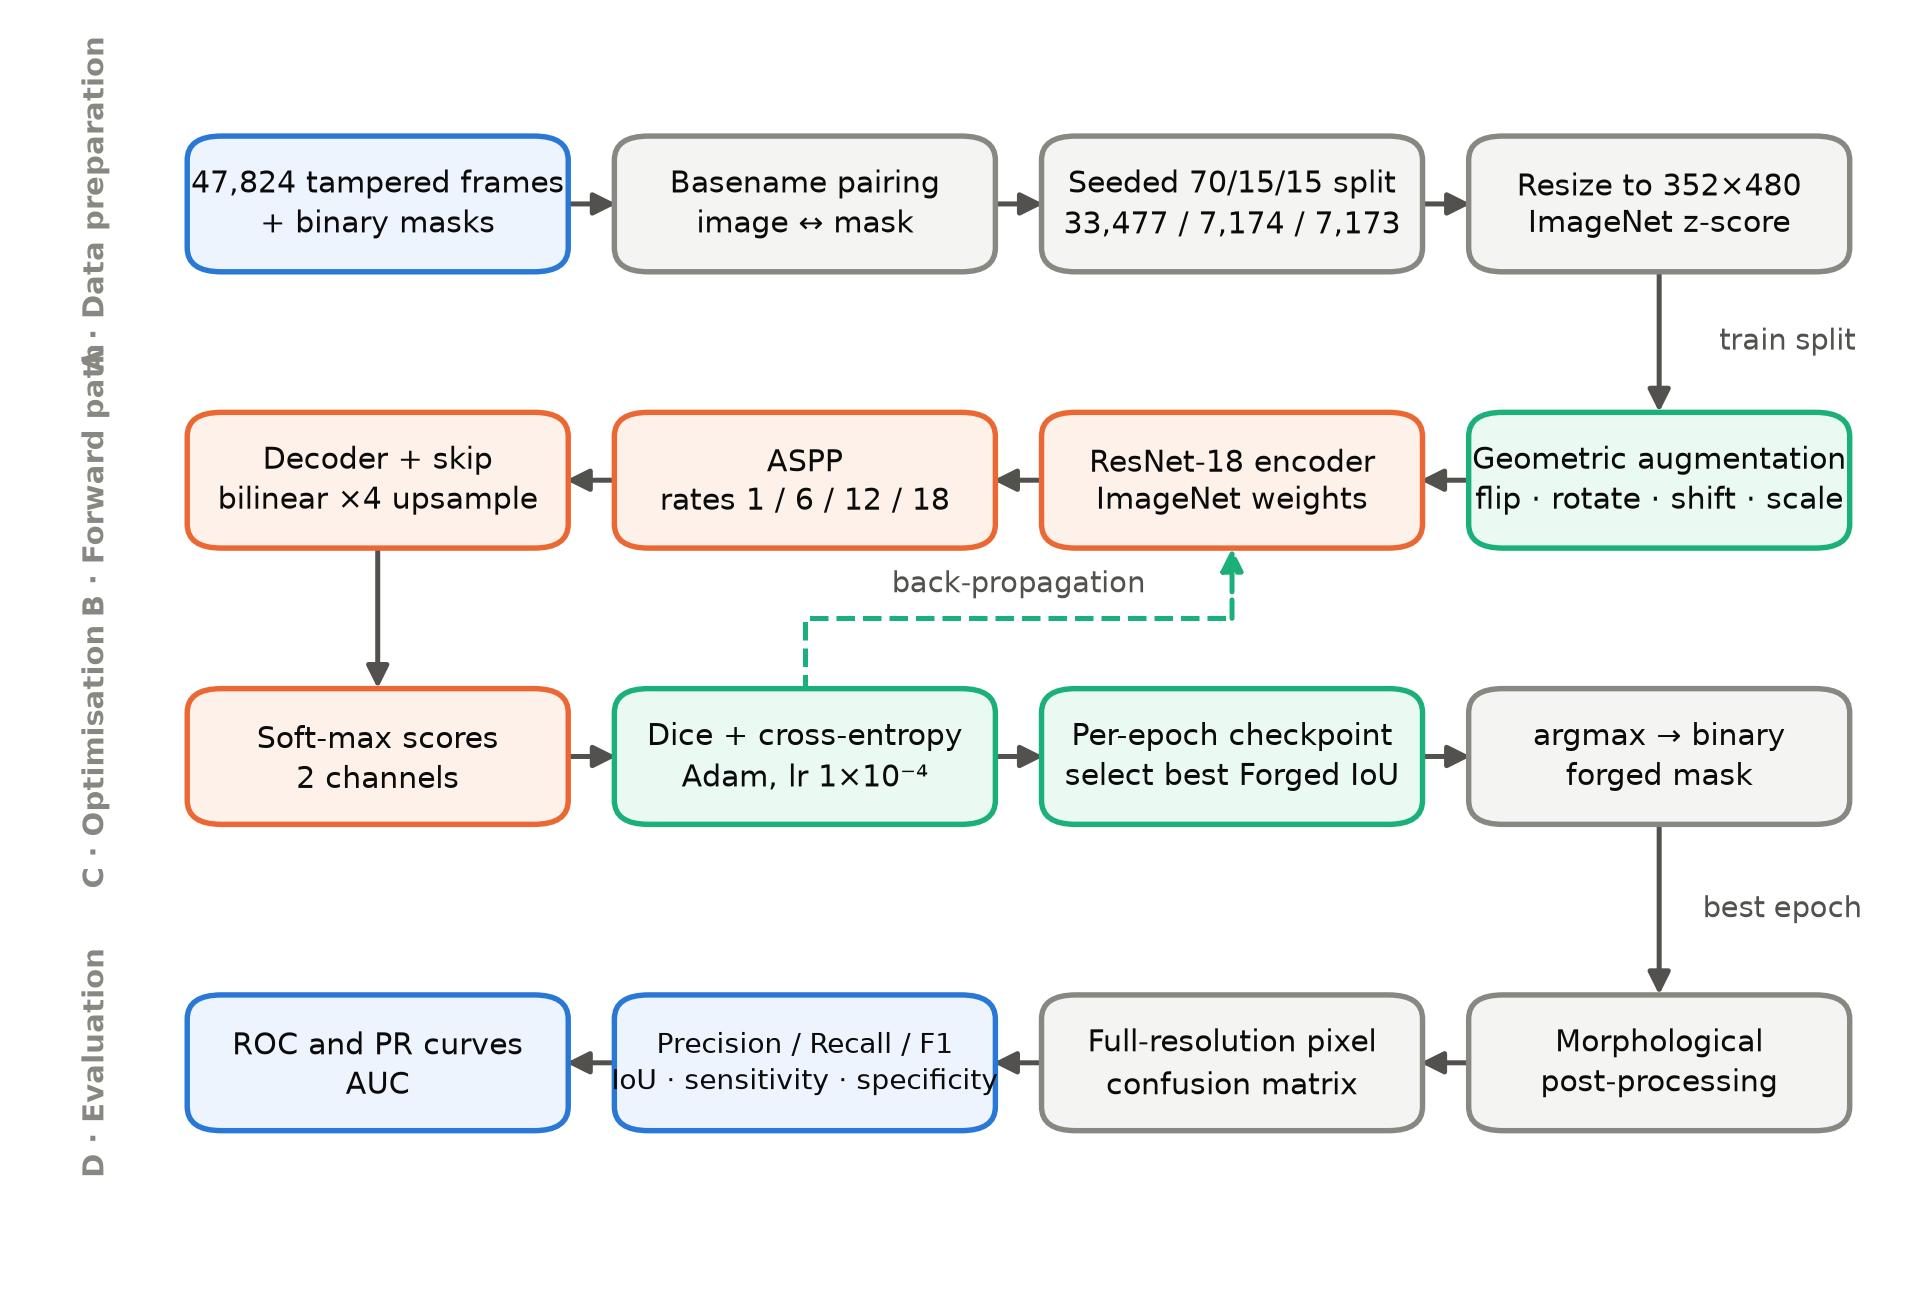 A · Data preparation
47,824 tampered frames
+ binary masks
Basename pairing
image ↔ mask
Seeded 70/15/15 split
33,477 / 7,174 / 7,173
Resize to 352×480
ImageNet z-score
train split
B · Forward path
Decoder + skip
bilinear ×4 upsample
ASPP
rates 1 / 6 / 12 / 18
ResNet-18 encoder
ImageNet weights
Geometric augmentation
flip · rotate · shift · scale
back-propagation
C · Optimisation
Soft-max scores
2 channels
Dice + cross-entropy
Adam, lr 1×10⁻⁴
Per-epoch checkpoint
select best Forged IoU
argmax → binary
forged mask
best epoch
D · Evaluation
ROC and PR curves
AUC
Precision / Recall / F1
IoU · sensitivity · specificity
Full-resolution pixel
confusion matrix
Morphological
post-processing